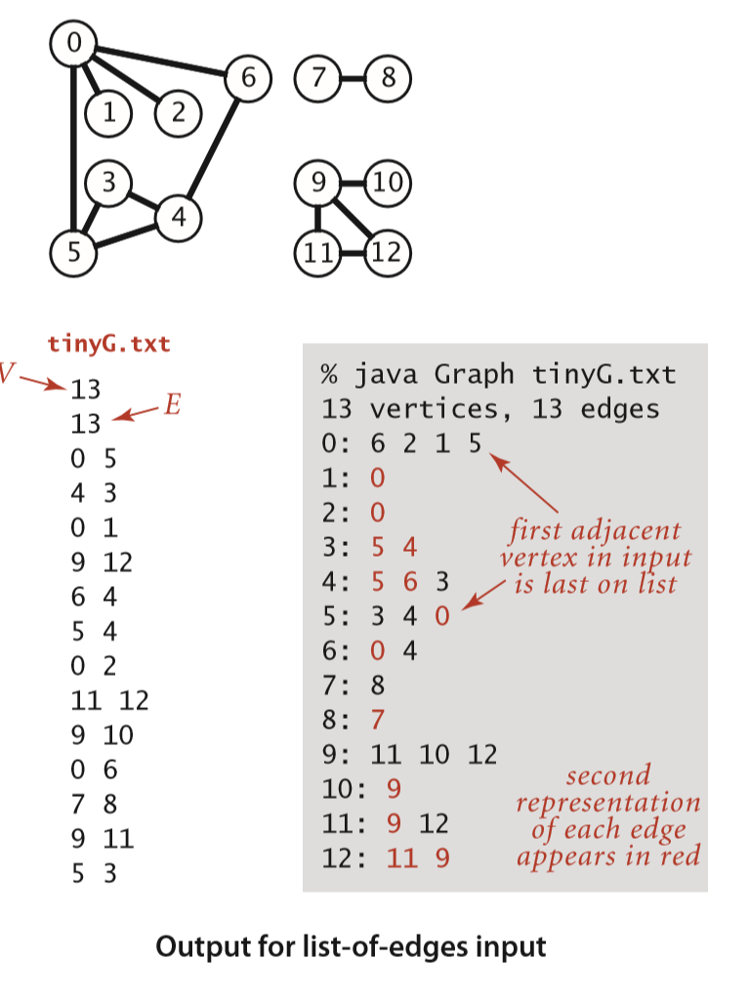 0
6 7 8
1 2
3 9 10
4
5 11 12
tinyG.txt
V
13
E
13
0 5
4 3
0 1
9 12
6 4
5 4
0 2
11 12
9 10
0 6
7 8
9 11
5 3
% java Graph tinyG.txt
13 vertices, 13 edges
0: 6 2 1 5
1: 0
2: 0
3: 5 4
4: 5 6 3
5: 3 4 0
6: 0 4
7: 8
8: 7
9: 11 10 12
10: 9
11: 9 12
12: 11 9
first adjacent
vertex in input
is last on list
second
representation
of each edge
appears in red
Output for list-of-edges input